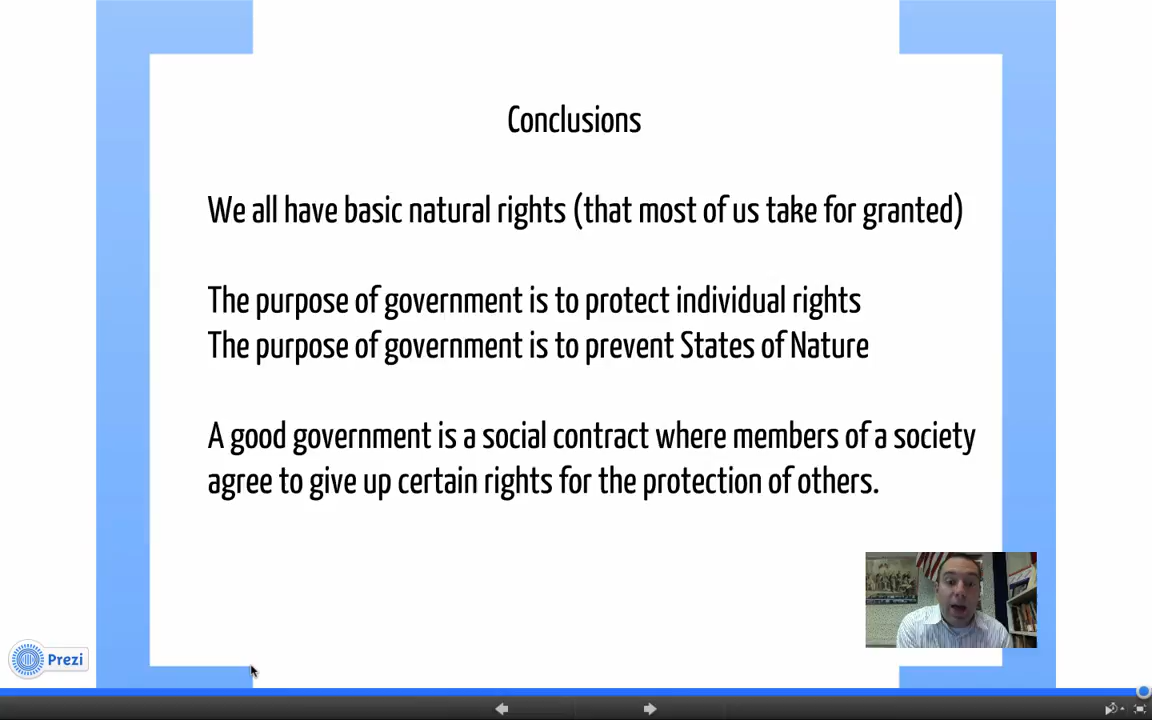 Conclusions
We all have basic natural rights (that most of us take for granted)
The purpose of government is to protect individual rights
The purpose of government is to prevent States of Nature
A good government is a social contract where members of a society
agree to give up certain rights for the protection of others.
Prezi